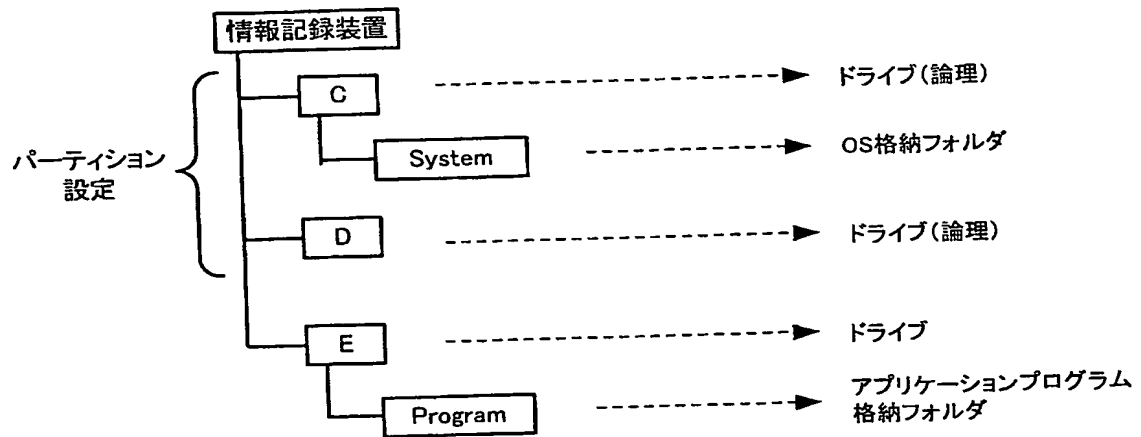 情報記録装置
C
ドライブ(論理)
System
OS格納フォルダ
パーティション
設定
D
ドライブ(論理)
E
ドライブ
Program
アプリケーションプログラム
格納フォルダ